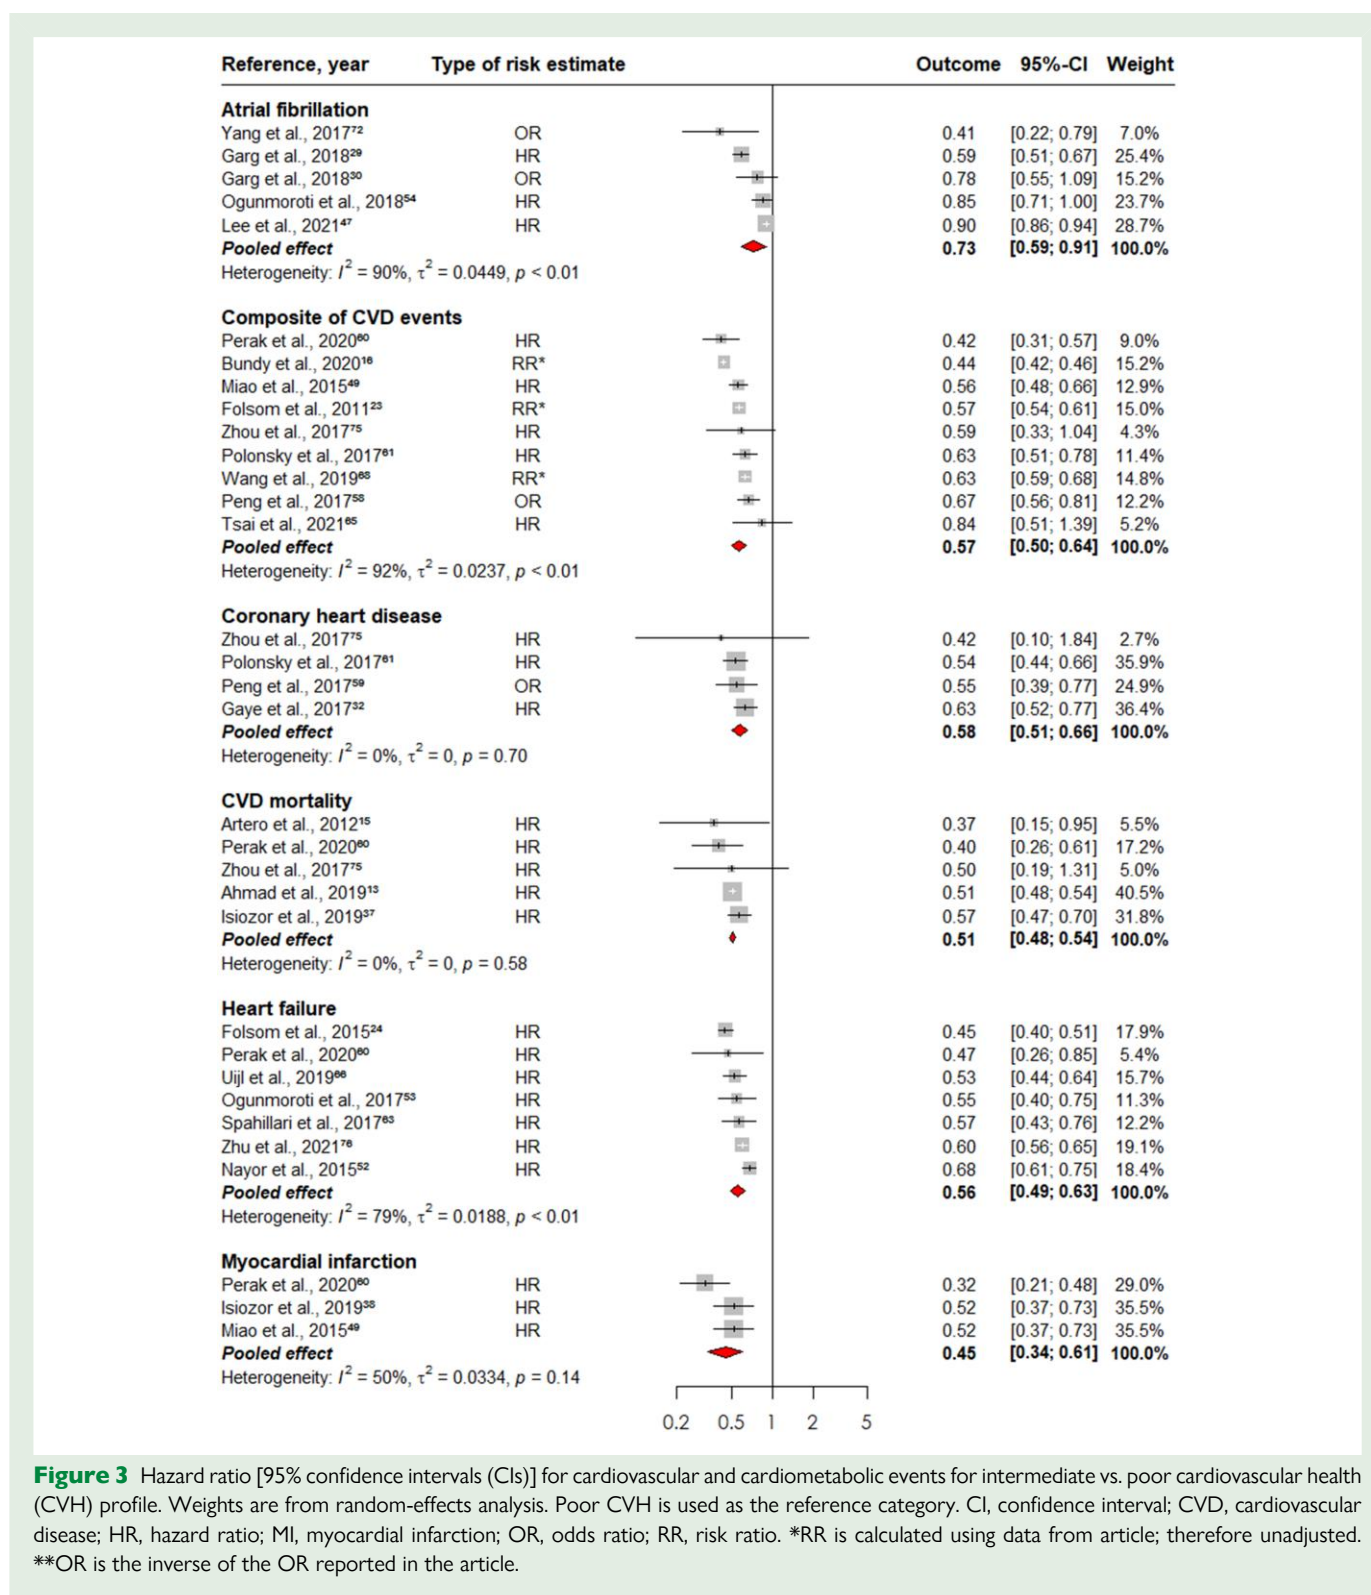 Reference, year Type of risk estimate Outcome 95%-CI Weight
Atrial fibrillation
Yang et al., 2017⁷² OR 0.41 [0.22; 0.79] 7.0%
Garg et al., 2018²⁹ HR 0.59 [0.51; 0.67] 25.4%
Garg et al., 2018³⁰ OR 0.78 [0.55; 1.09] 15.2%
Ogunmoroti et al., 2018⁵⁴ HR 0.85 [0.71; 1.00] 23.7%
Lee et al., 2021⁴⁷ HR 0.90 [0.86; 0.94] 28.7%
Pooled effect 0.73 [0.59; 0.91] 100.0%
Heterogeneity: I² = 90%, τ² = 0.0449, p < 0.01
Composite of CVD events
Perak et al., 2020⁶⁰ HR 0.42 [0.31; 0.57] 9.0%
Bundy et al., 2020¹⁶ RR* 0.44 [0.42; 0.46] 15.2%
Miao et al., 2015⁴⁹ HR 0.56 [0.48; 0.66] 12.9%
Folsom et al., 2011²³ RR* 0.57 [0.54; 0.61] 15.0%
Zhou et al., 2017⁷⁵ HR 0.59 [0.33; 1.04] 4.3%
Polonsky et al., 2017⁶¹ HR 0.63 [0.51; 0.78] 11.4%
Wang et al., 2019⁶⁸ RR* 0.63 [0.59; 0.68] 14.8%
Peng et al., 2017⁵⁸ OR 0.67 [0.56; 0.81] 12.2%
Tsai et al., 2021⁶⁵ HR 0.84 [0.51; 1.39] 5.2%
Pooled effect 0.57 [0.50; 0.64] 100.0%
Heterogeneity: I² = 92%, τ² = 0.0237, p < 0.01
Coronary heart disease
Zhou et al., 2017⁷⁵ HR 0.42 [0.10; 1.84] 2.7%
Polonsky et al., 2017⁶¹ HR 0.54 [0.44; 0.66] 35.9%
Peng et al., 2017⁵⁹ OR 0.55 [0.39; 0.77] 24.9%
Gaye et al., 2017³² HR 0.63 [0.52; 0.77] 36.4%
Pooled effect 0.58 [0.51; 0.66] 100.0%
Heterogeneity: I² = 0%, τ² = 0, p = 0.70
CVD mortality
Artero et al., 2012¹⁵ HR 0.37 [0.15; 0.95] 5.5%
Perak et al., 2020⁶⁰ HR 0.40 [0.26; 0.61] 17.2%
Zhou et al., 2017⁷⁵ HR 0.50 [0.19; 1.31] 5.0%
Ahmad et al., 2019¹³ HR 0.51 [0.48; 0.54] 40.5%
Isiozor et al., 2019³⁷ HR 0.57 [0.47; 0.70] 31.8%
Pooled effect 0.51 [0.48; 0.54] 100.0%
Heterogeneity: I² = 0%, τ² = 0, p = 0.58
Heart failure
Folsom et al., 2015²⁴ HR 0.45 [0.40; 0.51] 17.9%
Perak et al., 2020⁶⁰ HR 0.47 [0.26; 0.85] 5.4%
Uijl et al., 2019⁶⁶ HR 0.53 [0.44; 0.64] 15.7%
Ogunmoroti et al., 2017⁵³ HR 0.55 [0.40; 0.75] 11.3%
Spahillari et al., 2017⁶³ HR 0.57 [0.43; 0.76] 12.2%
Zhu et al., 2021⁷⁶ HR 0.60 [0.56; 0.65] 19.1%
Nayor et al., 2015⁵² HR 0.68 [0.61; 0.75] 18.4%
Pooled effect 0.56 [0.49; 0.63] 100.0%
Heterogeneity: I² = 79%, τ² = 0.0188, p < 0.01
Myocardial infarction
Perak et al., 2020⁶⁰ HR 0.32 [0.21; 0.48] 29.0%
Isiozor et al., 2019³⁸ HR 0.52 [0.37; 0.73] 35.5%
Miao et al., 2015⁴⁹ HR 0.52 [0.37; 0.73] 35.5%
Pooled effect 0.45 [0.34; 0.61] 100.0%
Heterogeneity: I² = 50%, τ² = 0.0334, p = 0.14
0.2 0.5 1 2 5
Figure 3 Hazard ratio [95% confidence intervals (CIs)] for cardiovascular and cardiometabolic events for intermediate vs. poor cardiovascular health
(CVH) profile. Weights are from random-effects analysis. Poor CVH is used as the reference category. CI, confidence interval; CVD, cardiovascular
disease; HR, hazard ratio; MI, myocardial infarction; OR, odds ratio; RR, risk ratio. *RR is calculated using data from article; therefore unadjusted.
**OR is the inverse of the OR reported in the article.